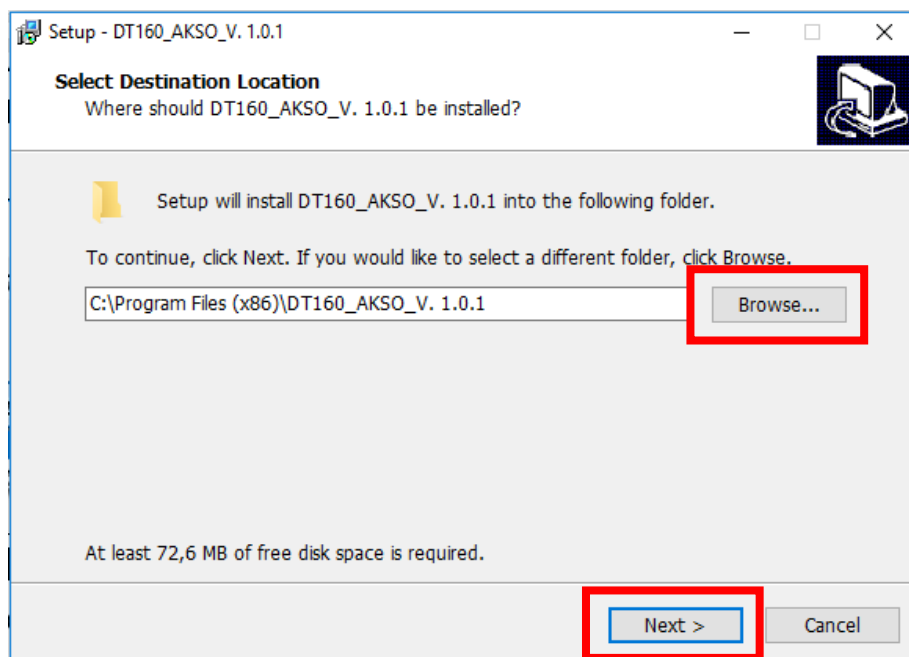 Setup - DT160_AKSO_V. 1.0.1
Select Destination Location
Where should DT160_AKSO_V. 1.0.1 be installed?
Setup will install DT160_AKSO_V. 1.0.1 into the following folder.
To continue, click Next. If you would like to select a different folder, click Browse.
C:\Program Files (x86)\DT160_AKSO_V. 1.0.1
Browse...
At least 72,6 MB of free disk space is required.
Next >
Cancel